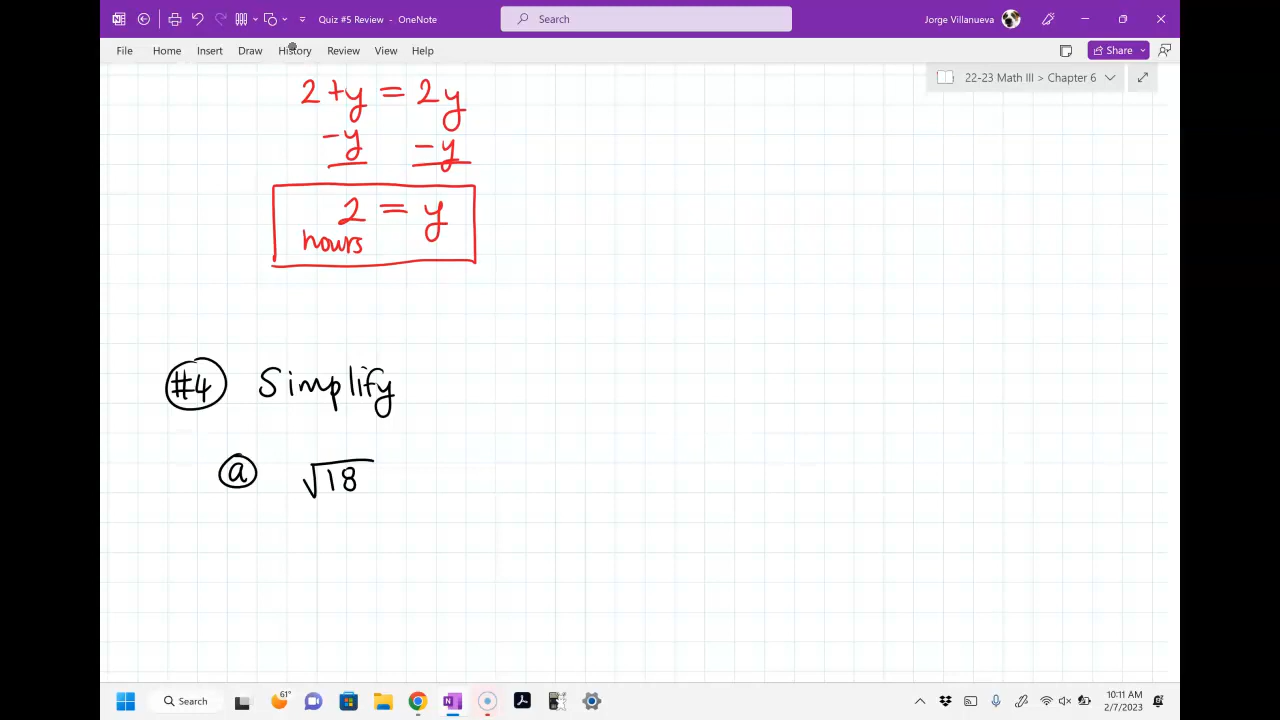 Quiz #5 Review - OneNote
Search
Jorge Villanueva
File Home Insert Draw History Review View Help
Share
22-23 Math III > Chapter 6
2 + y = 2y
- y - y
2 = y
hours
#4 Simplify
a √18
61°
Search
10:11 AM
2/7/2023